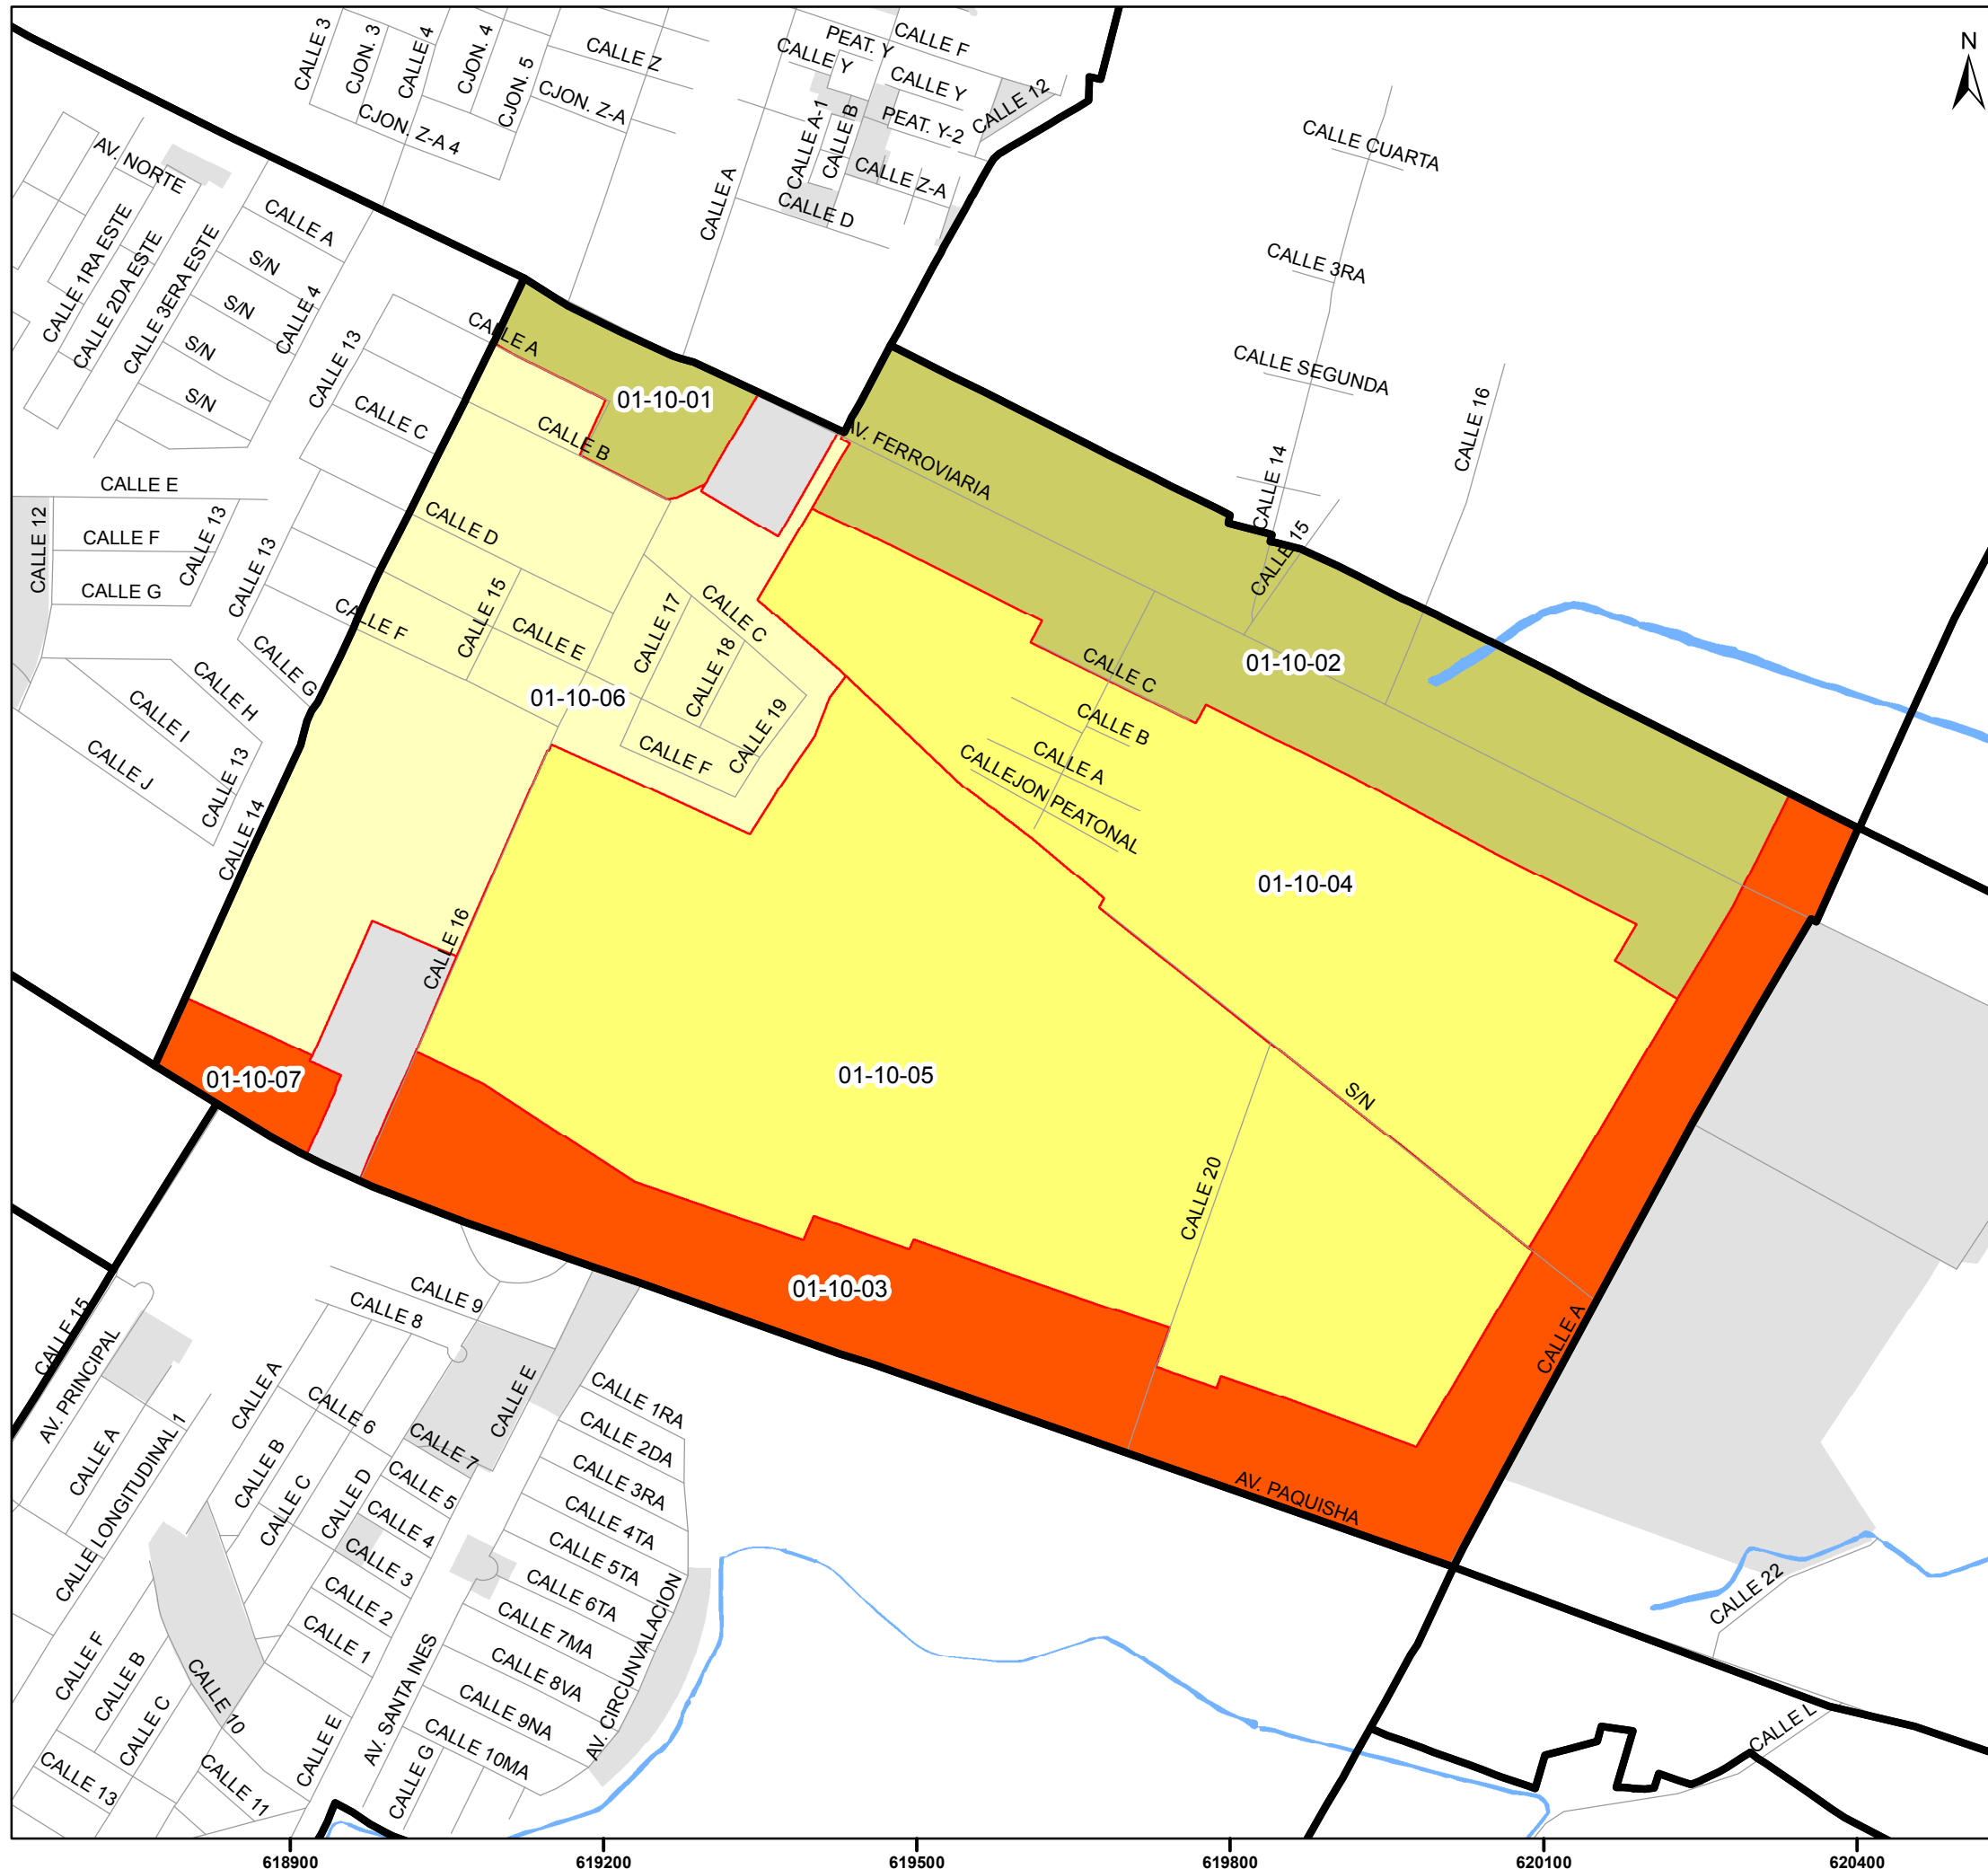 N
CALLE 3
CJON. 3
CALLE 4
CJON. 4
CJON. 5
CALLE Z
CJON. Z-A
CJON. Z-A 4
PEAT. Y
CALLE F
CALLE Y
CALLE Y
CALLE 12
PEAT. Y-2
CALLE A-1
CALLE B
CALLE Z-A
CALLE D
CALLE A
CALLE CUARTA
CALLE 3RA
CALLE SEGUNDA
CALLE 16
CALLE 14
CALLE 15
AV. NORTE
CALLE 1RA ESTE
CALLE 2DA ESTE
CALLE 3ERA ESTE
CALLE A
S/N
S/N
S/N
S/N
CALLE 4
CALLE 13
CALLE C
CALLE A
CALLE B
01-10-01
AV. FERROVIARIA
CALLE E
CALLE 12
CALLE F
CALLE 13
CALLE G
CALLE 13
CALLE D
CALLE F
CALLE 15
CALLE E
CALLE 17
CALLE C
CALLE 18
CALLE 19
CALLE F
01-10-06
CALLE C
01-10-02
CALLE B
CALLE A
CALLEJON PEATONAL
01-10-04
CALLE G
CALLE H
CALLE I
CALLE J
CALLE 13
CALLE 14
CALLE 16
01-10-07
01-10-05
S/N
CALLE 20
01-10-03
CALLE A
AV. PAQUISHA
CALLE 15
AV. PRINCIPAL
CALLE A
CALLE LONGITUDINAL 1
CALLE 9
CALLE 8
CALLE A
CALLE 6
CALLE E
CALLE 7
CALLE B
CALLE C
CALLE D
CALLE 5
CALLE 4
CALLE 3
CALLE 2
CALLE 1
CALLE 1RA
CALLE 2DA
CALLE 3RA
CALLE 4TA
CALLE 5TA
CALLE 6TA
CALLE 7MA
CALLE 8VA
CALLE 9NA
CALLE 10MA
AV. CIRCUNVALACION
AV. SANTA INES
CALLE G
CALLE E
CALLE F
CALLE B
CALLE C
CALLE 10
CALLE 11
CALLE 13
CALLE 22
CALLE L
618900
619200
619500
619800
620100
620400